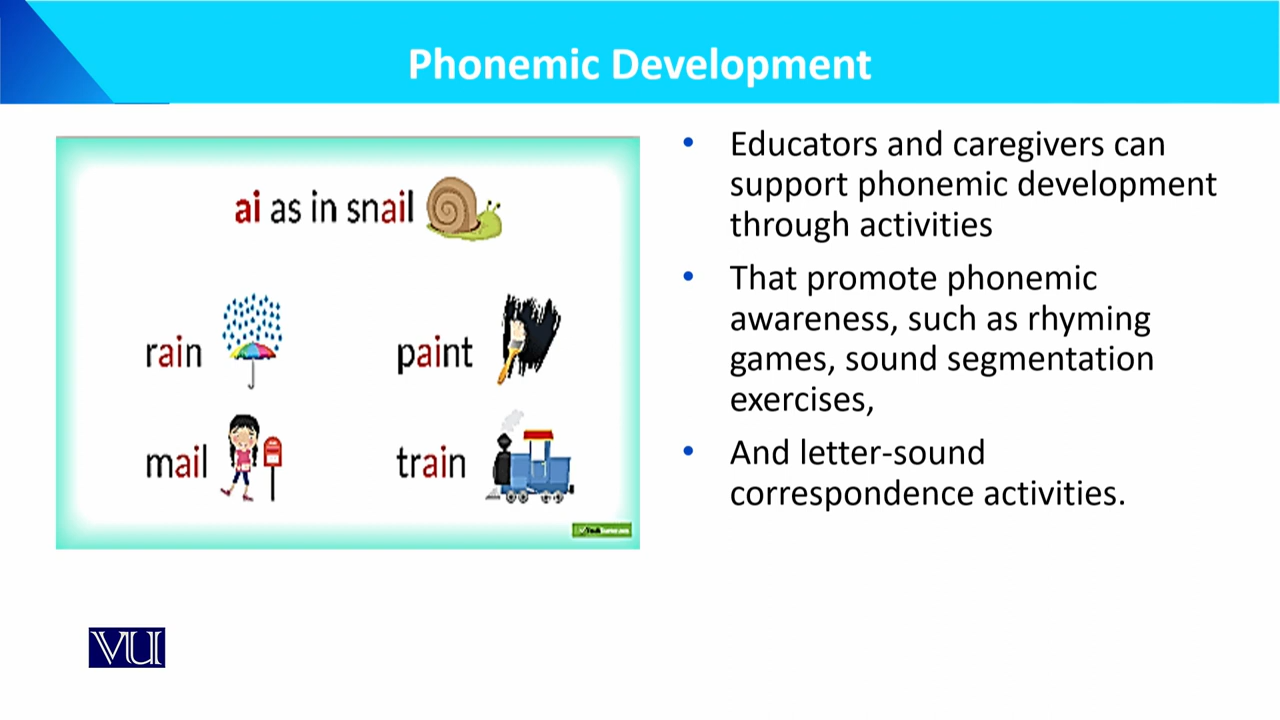 Phonemic Development
ai as in snail
rain
paint
mail
train
• Educators and caregivers can
support phonemic development
through activities
• That promote phonemic
awareness, such as rhyming
games, sound segmentation
exercises,
• And letter-sound
correspondence activities.
VU